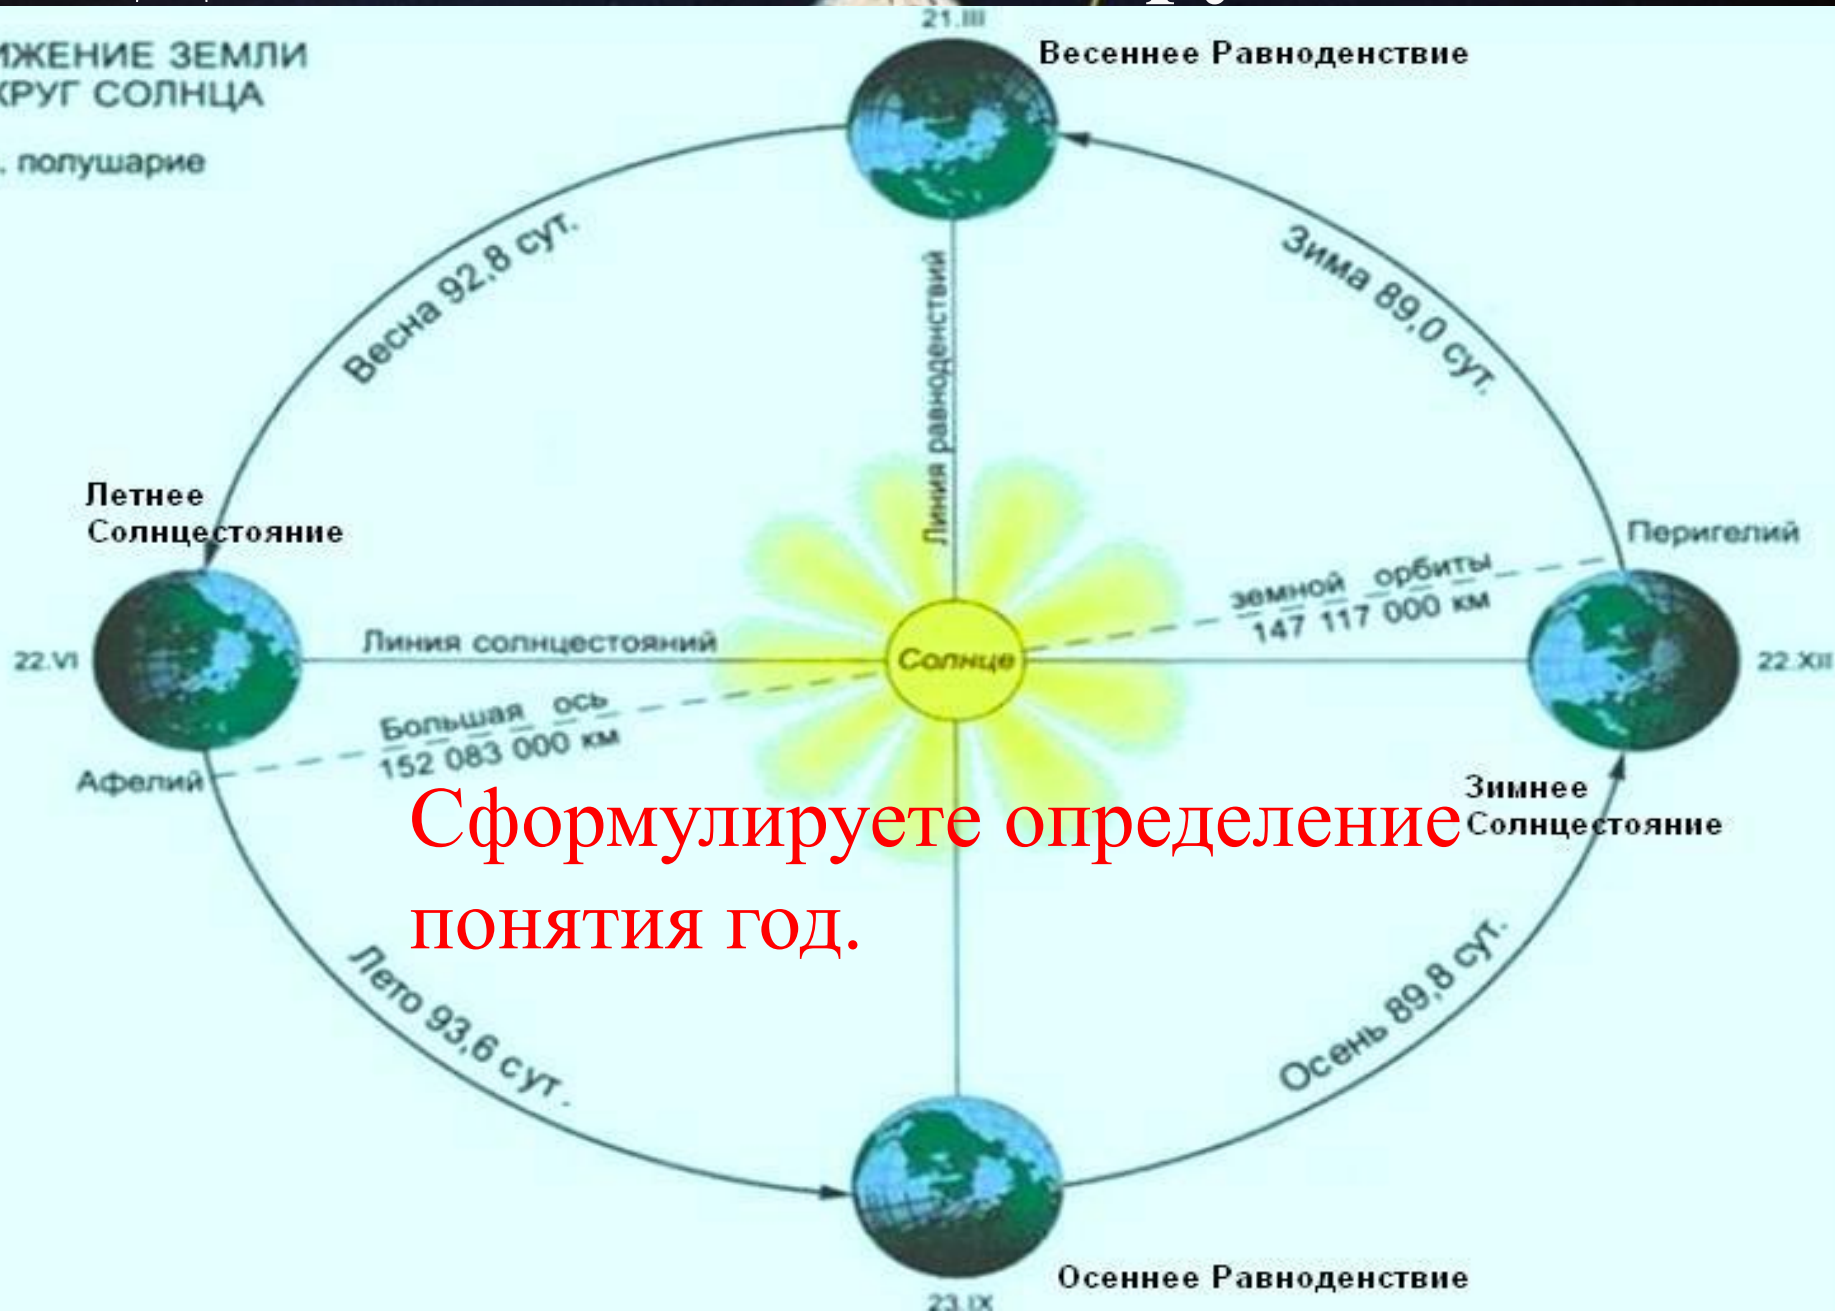 21.III
Весеннее Равноденствие
ИЖЕНИЕ ЗЕМЛИ
КРУГ СОЛНЦА
. полушарие
Весна 92,8 сут.
Зима 89,0 сут.
Линия равноденствий
Летнее
Солнцестояние
Перигелий
земной орбиты
147 117 000 км
Линия солнцестояний
Солнце
22.VI
22.XII
Большая ось
152 083 000 км
Афелий
Зимнее
Солнцестояние
Сформулируете определение
понятия год.
Лето 93,6 сут.
Осень 89,8 сут.
Осеннее Равноденствие
23.IX